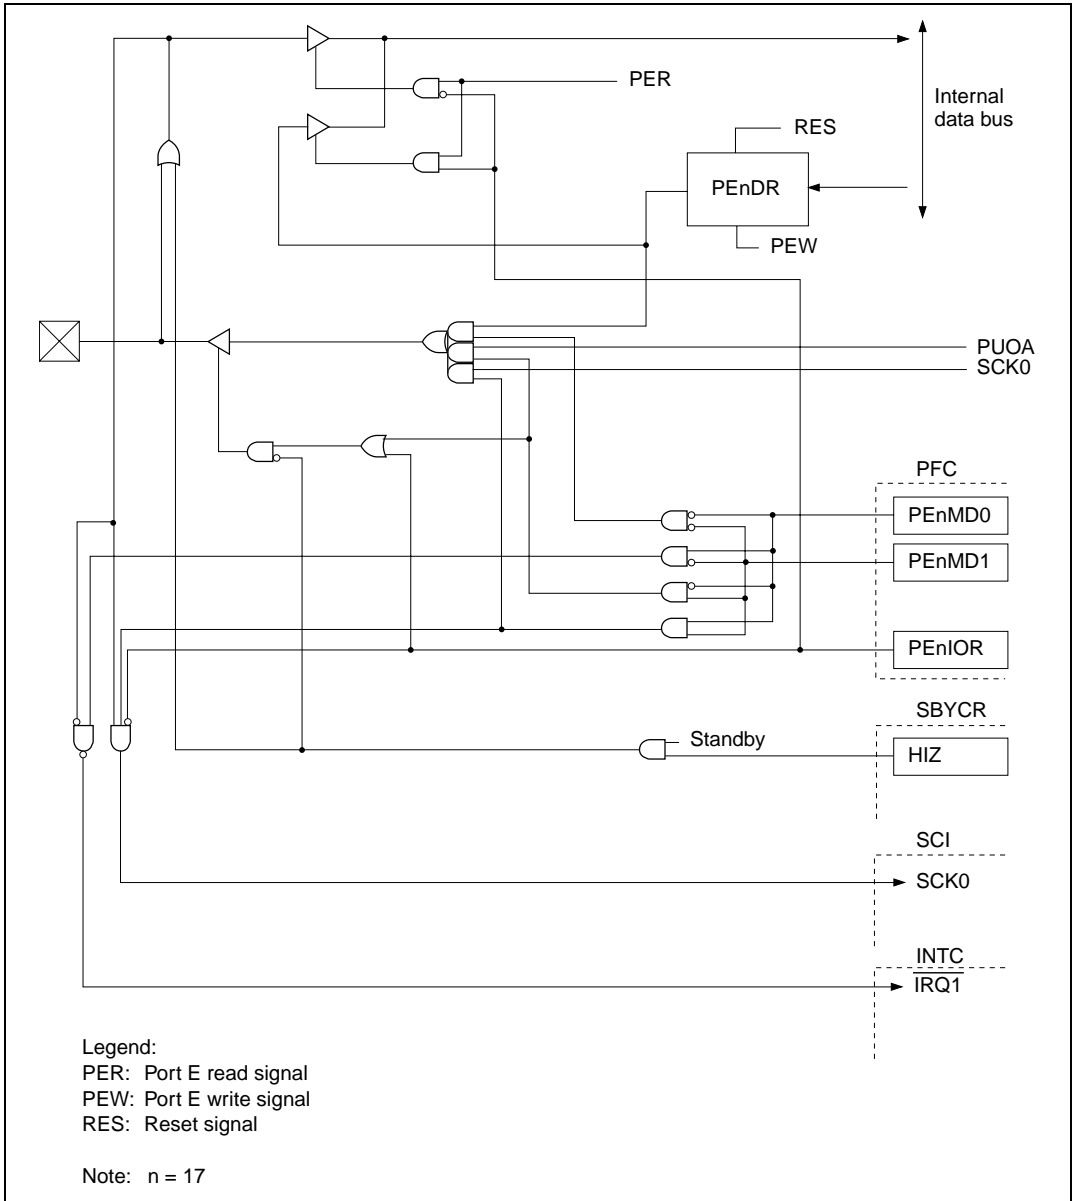 PER
Internal
data bus
RES
PEnDR
PEW
PUOA
SCK0
PFC
PEnMD0
PEnMD1
PEnIOR
SBYCR
Standby
HIZ
SCI
SCK0
INTC
IRQ1
Legend:
PER: Port E read signal
PEW: Port E write signal
RES: Reset signal
Note: n = 17